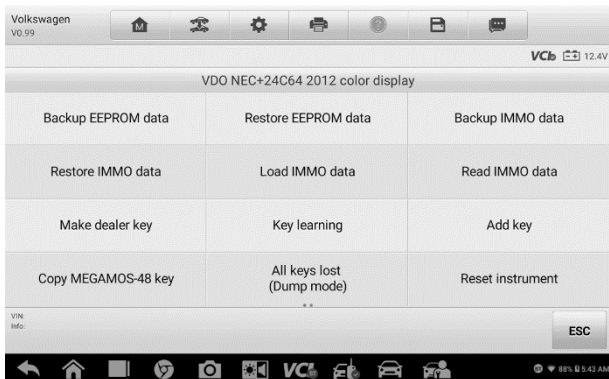 Volkswagen
V0.99
M
VCI 12.4V
VDO NEC+24C64 2012 color display
Backup EEPROM data
Restore EEPROM data
Backup IMMO data
Restore IMMO data
Load IMMO data
Read IMMO data
Make dealer key
Key learning
Add key
Copy MEGAMOS-48 key
All keys lost
(Dump mode)
Reset instrument
VIN:
Info:
ESC
VCI
88% 5:43 AM